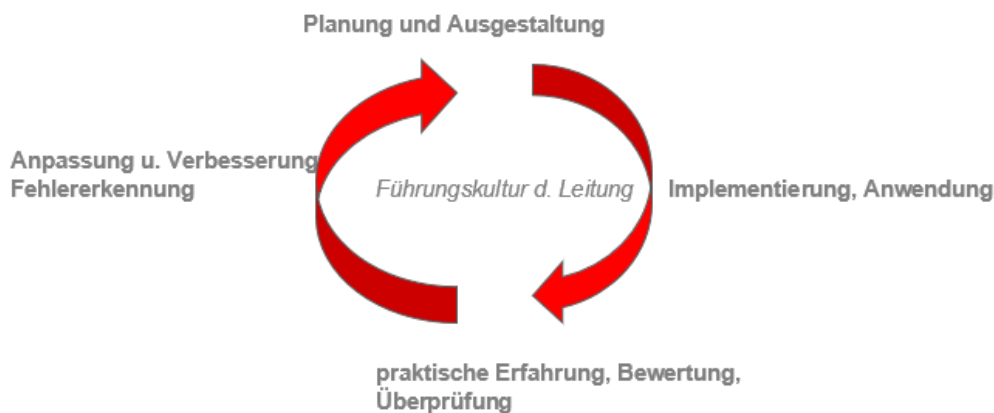 Planung und Ausgestaltung
Anpassung u. Verbesserung
Fehlererkennung
Führungskultur d. Leitung
Implementierung, Anwendung
praktische Erfahrung, Bewertung,
Überprüfung